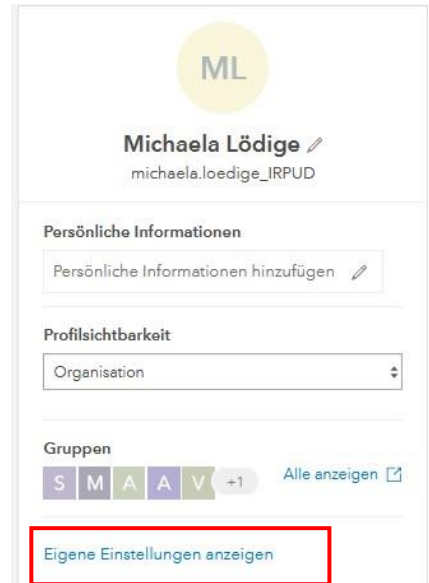 ML
Michaela Lödige
michaela.loedige_IRPUD
Persönliche Informationen
Persönliche Informationen hinzufügen
Profilsichtbarkeit
Organisation
Gruppen
S M A A V +1 Alle anzeigen
Eigene Einstellungen anzeigen